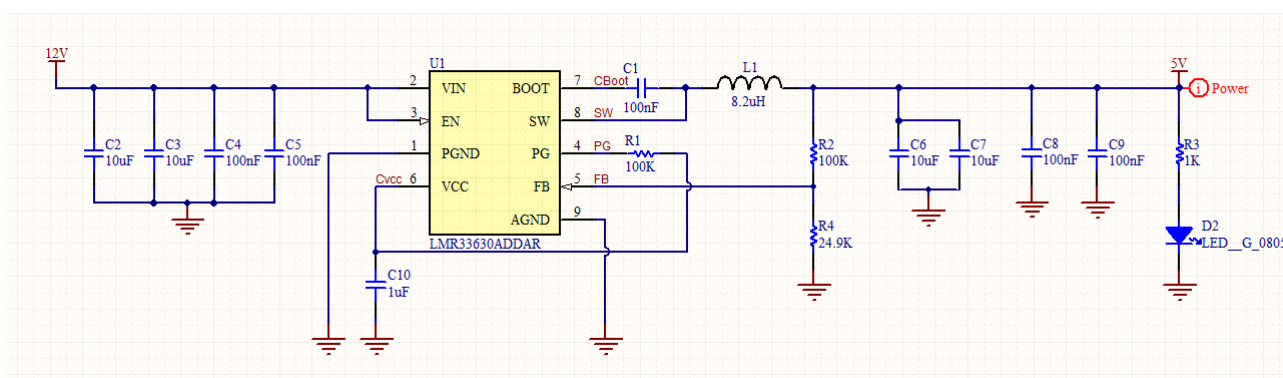 12V
C2
10uF
C3
10uF
C4
100nF
C5
100nF
U1
2
VIN
3
EN
1
PGND
6
VCC
Cvcc
BOOT
7
SW
8
PG
4
FB
5
AGND
9
LMR33630ADDAR
C10
1uF
CBoot
C1
100nF
SW
PG
R1
100K
FB
L1
8.2uH
R2
100K
R4
24.9K
C6
10uF
C7
10uF
C8
100nF
C9
100nF
5V
i
Power
R3
1K
D2
LED__G_0805